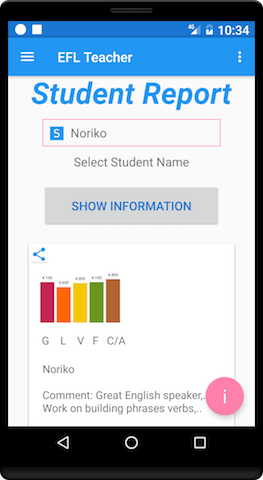 4G 10:34
EFL Teacher
Student Report
S Noriko
Select Student Name
SHOW INFORMATION
4.100 3.600 4.000 4.100 4.400
G L V F C/A
Noriko
Comment: Great English speaker,..
Work on building phrases verbs,..
i